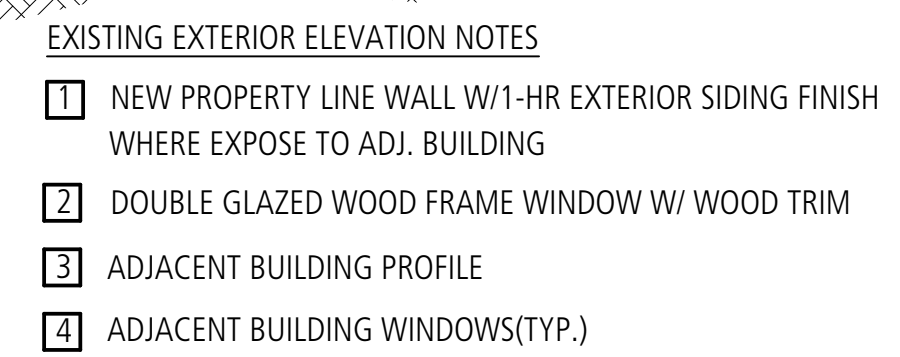 EXISTING EXTERIOR ELEVATION NOTES
1 NEW PROPERTY LINE WALL W/1-HR EXTERIOR SIDING FINISH
WHERE EXPOSE TO ADJ. BUILDING
2 DOUBLE GLAZED WOOD FRAME WINDOW W/ WOOD TRIM
3 ADJACENT BUILDING PROFILE
4 ADJACENT BUILDING WINDOWS(TYP.)